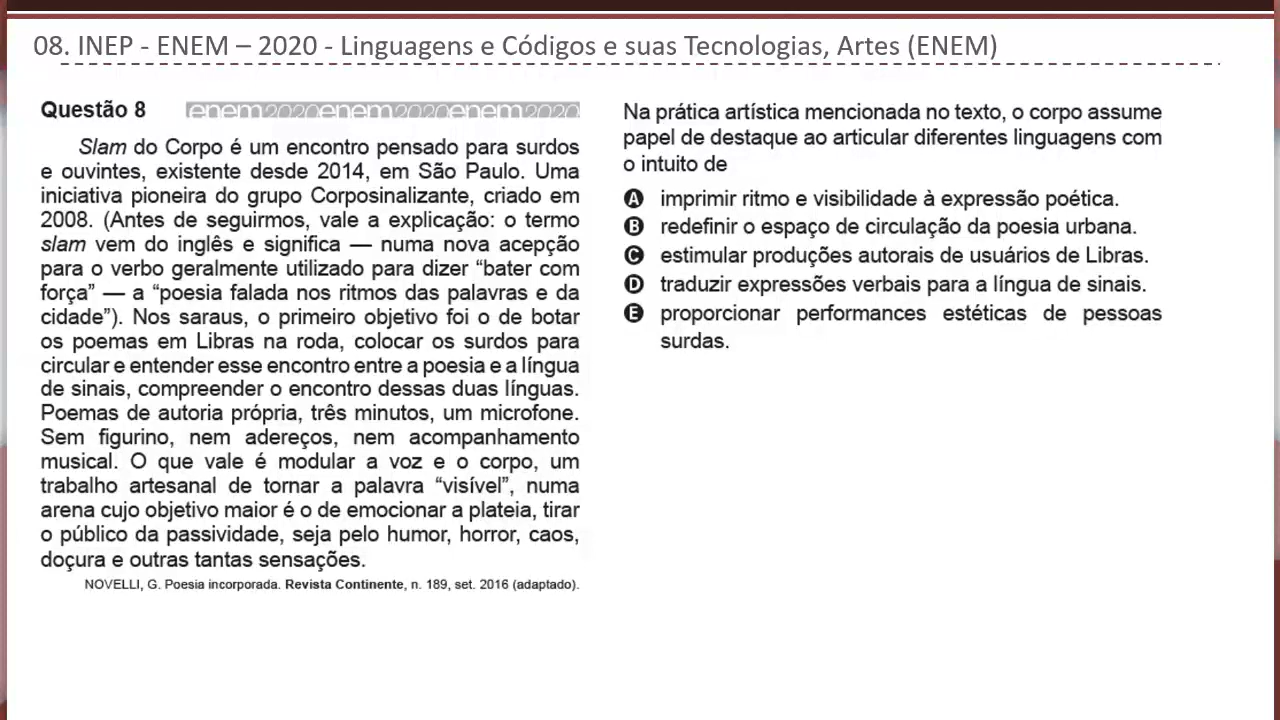 08. INEP - ENEM – 2020 - Linguagens e Códigos e suas Tecnologias, Artes (ENEM)
Questão 8 enem2020enem2020enem2020
Slam do Corpo é um encontro pensado para surdos
e ouvintes, existente desde 2014, em São Paulo. Uma
iniciativa pioneira do grupo Corposinalizante, criado em
2008. (Antes de seguirmos, vale a explicação: o termo
slam vem do inglês e significa — numa nova acepção
para o verbo geralmente utilizado para dizer “bater com
força” — a “poesia falada nos ritmos das palavras e da
cidade”). Nos saraus, o primeiro objetivo foi o de botar
os poemas em Libras na roda, colocar os surdos para
circular e entender esse encontro entre a poesia e a língua
de sinais, compreender o encontro dessas duas línguas.
Poemas de autoria própria, três minutos, um microfone.
Sem figurino, nem adereços, nem acompanhamento
musical. O que vale é modular a voz e o corpo, um
trabalho artesanal de tornar a palavra “visível”, numa
arena cujo objetivo maior é o de emocionar a plateia, tirar
o público da passividade, seja pelo humor, horror, caos,
doçura e outras tantas sensações.
NOVELLI, G. Poesia incorporada. Revista Continente, n. 189, set. 2016 (adaptado).
Na prática artística mencionada no texto, o corpo assume
papel de destaque ao articular diferentes linguagens com
o intuito de
A imprimir ritmo e visibilidade à expressão poética.
B redefinir o espaço de circulação da poesia urbana.
C estimular produções autorais de usuários de Libras.
D traduzir expressões verbais para a língua de sinais.
E proporcionar performances estéticas de pessoas
surdas.